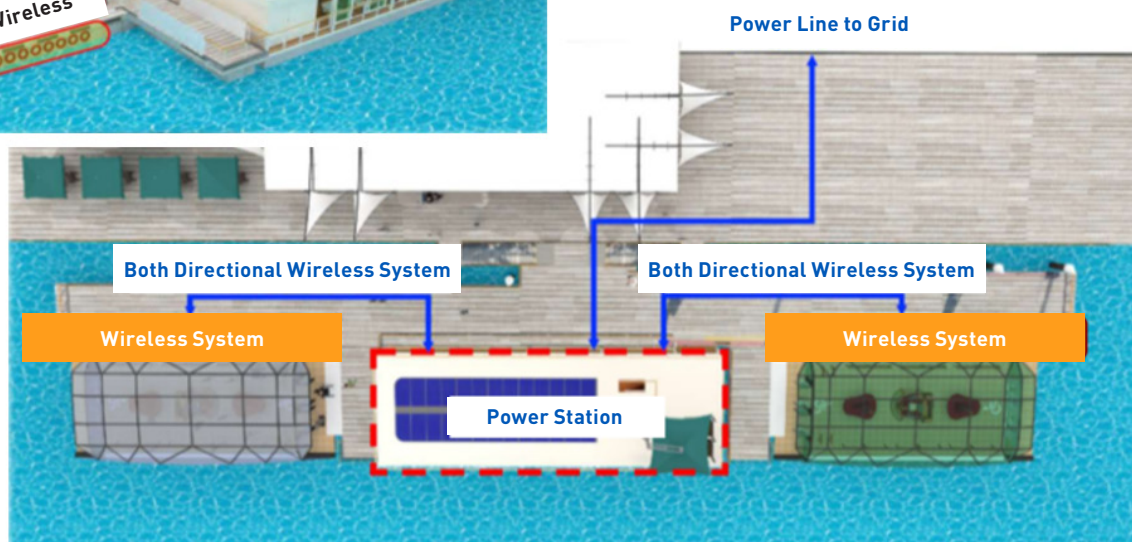 Wireless
Power Line to Grid
Both Directional Wireless System
Both Directional Wireless System
Wireless System
Wireless System
Power Station